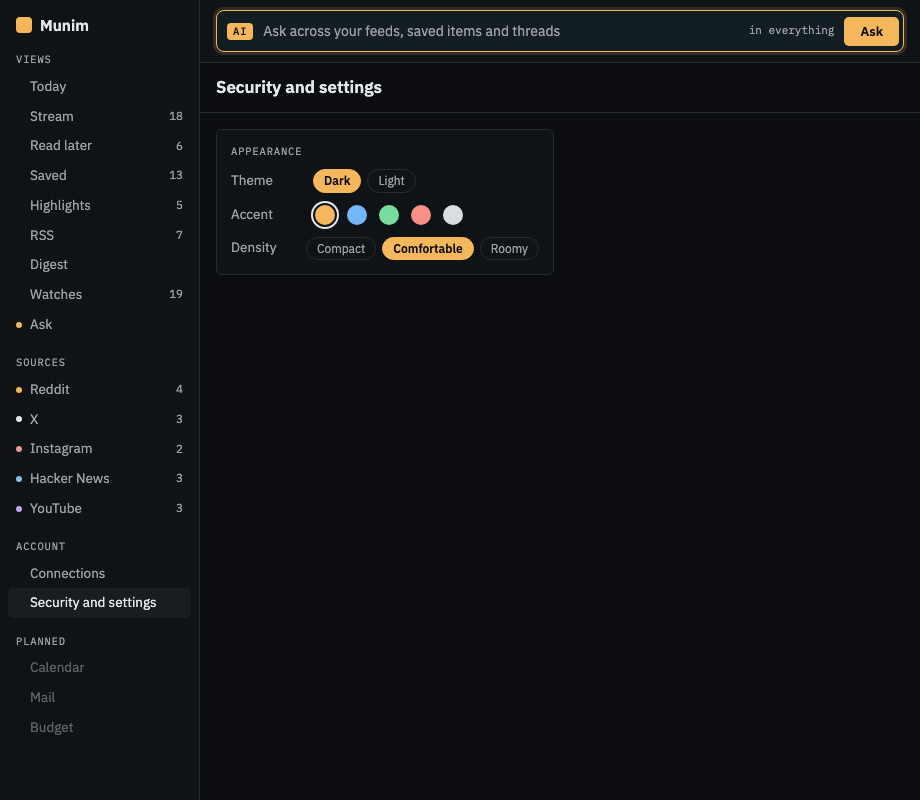 Munim
VIEWS
Today
Stream 18
Read later 6
Saved 13
Highlights 5
RSS 7
Digest
Watches 19
Ask
SOURCES
Reddit 4
X 3
Instagram 2
Hacker News 3
YouTube 3
ACCOUNT
Connections
Security and settings
PLANNED
Calendar
Mail
Budget
AI Ask across your feeds, saved items and threads in everything Ask
Security and settings
APPEARANCE
Theme Dark Light
Accent
Density Compact Comfortable Roomy